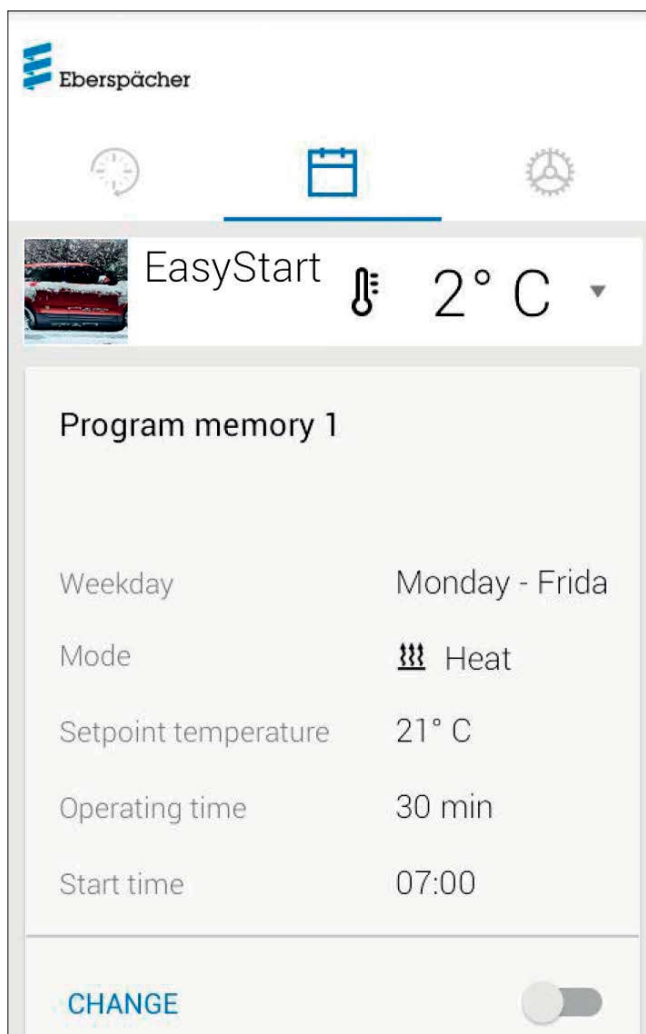 Eberspächer
EasyStart 2° C
Program memory 1
Weekday Monday - Frida
Mode Heat
Setpoint temperature 21° C
Operating time 30 min
Start time 07:00
CHANGE